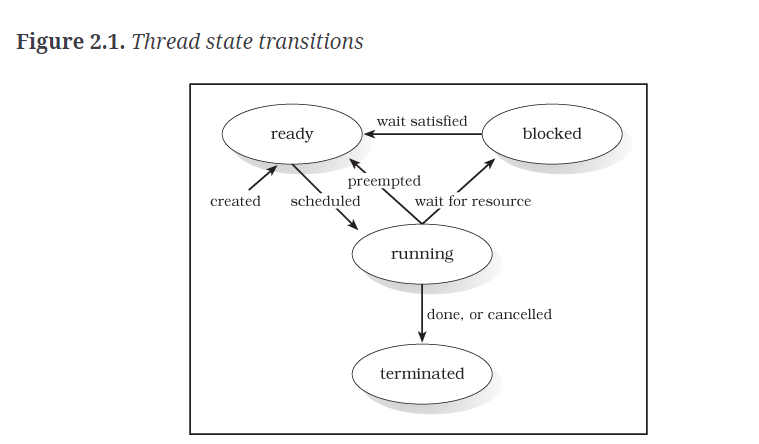 Figure 2.1. Thread state transitions
ready
wait satisfied
blocked
preempted
created
scheduled
wait for resource
running
done, or cancelled
terminated